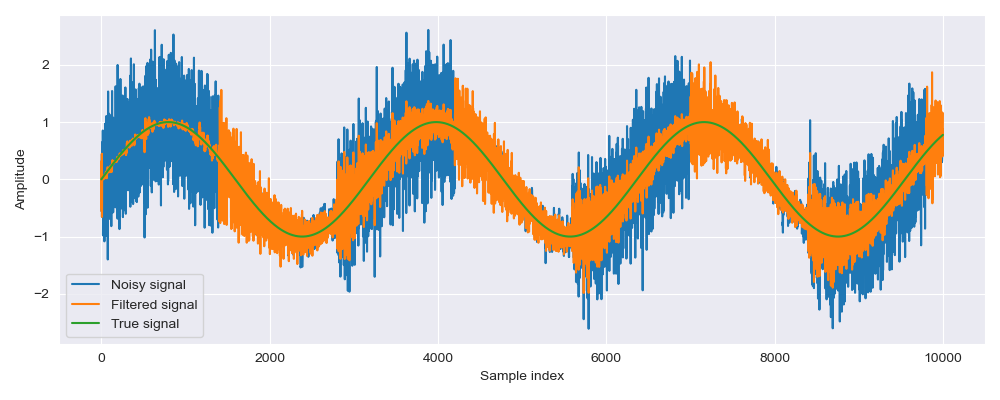 2
1
0
−1
−2
Amplitude
Noisy signal
Filtered signal
True signal
0 2000 4000 6000 8000 10000
Sample index